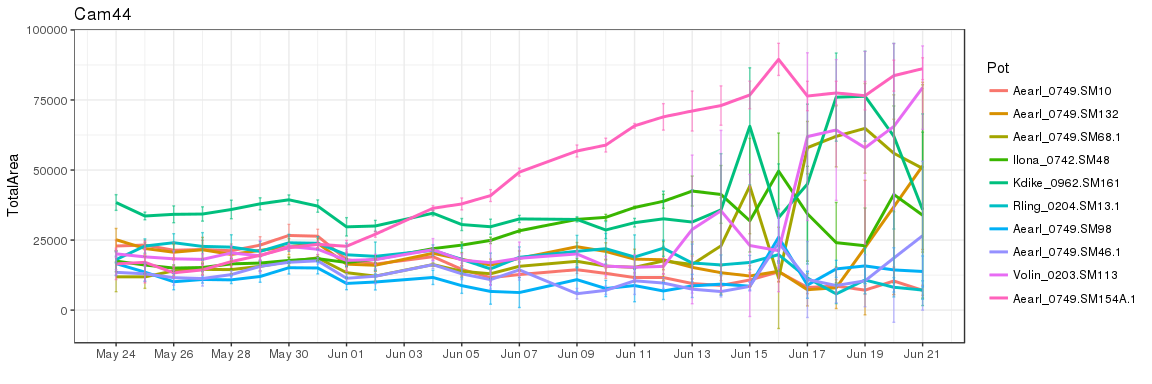 Cam44
TotalArea
100000
75000
50000
25000
0
May 24
May 26
May 28
May 30
Jun 01
Jun 03
Jun 05
Jun 07
Jun 09
Jun 11
Jun 13
Jun 15
Jun 17
Jun 19
Jun 21
Pot
Aearl_0749.SM10
Aearl_0749.SM132
Aearl_0749.SM68.1
Ilona_0742.SM48
Kdike_0962.SM161
Rling_0204.SM13.1
Aearl_0749.SM98
Aearl_0749.SM46.1
Volin_0203.SM113
Aearl_0749.SM154A.1